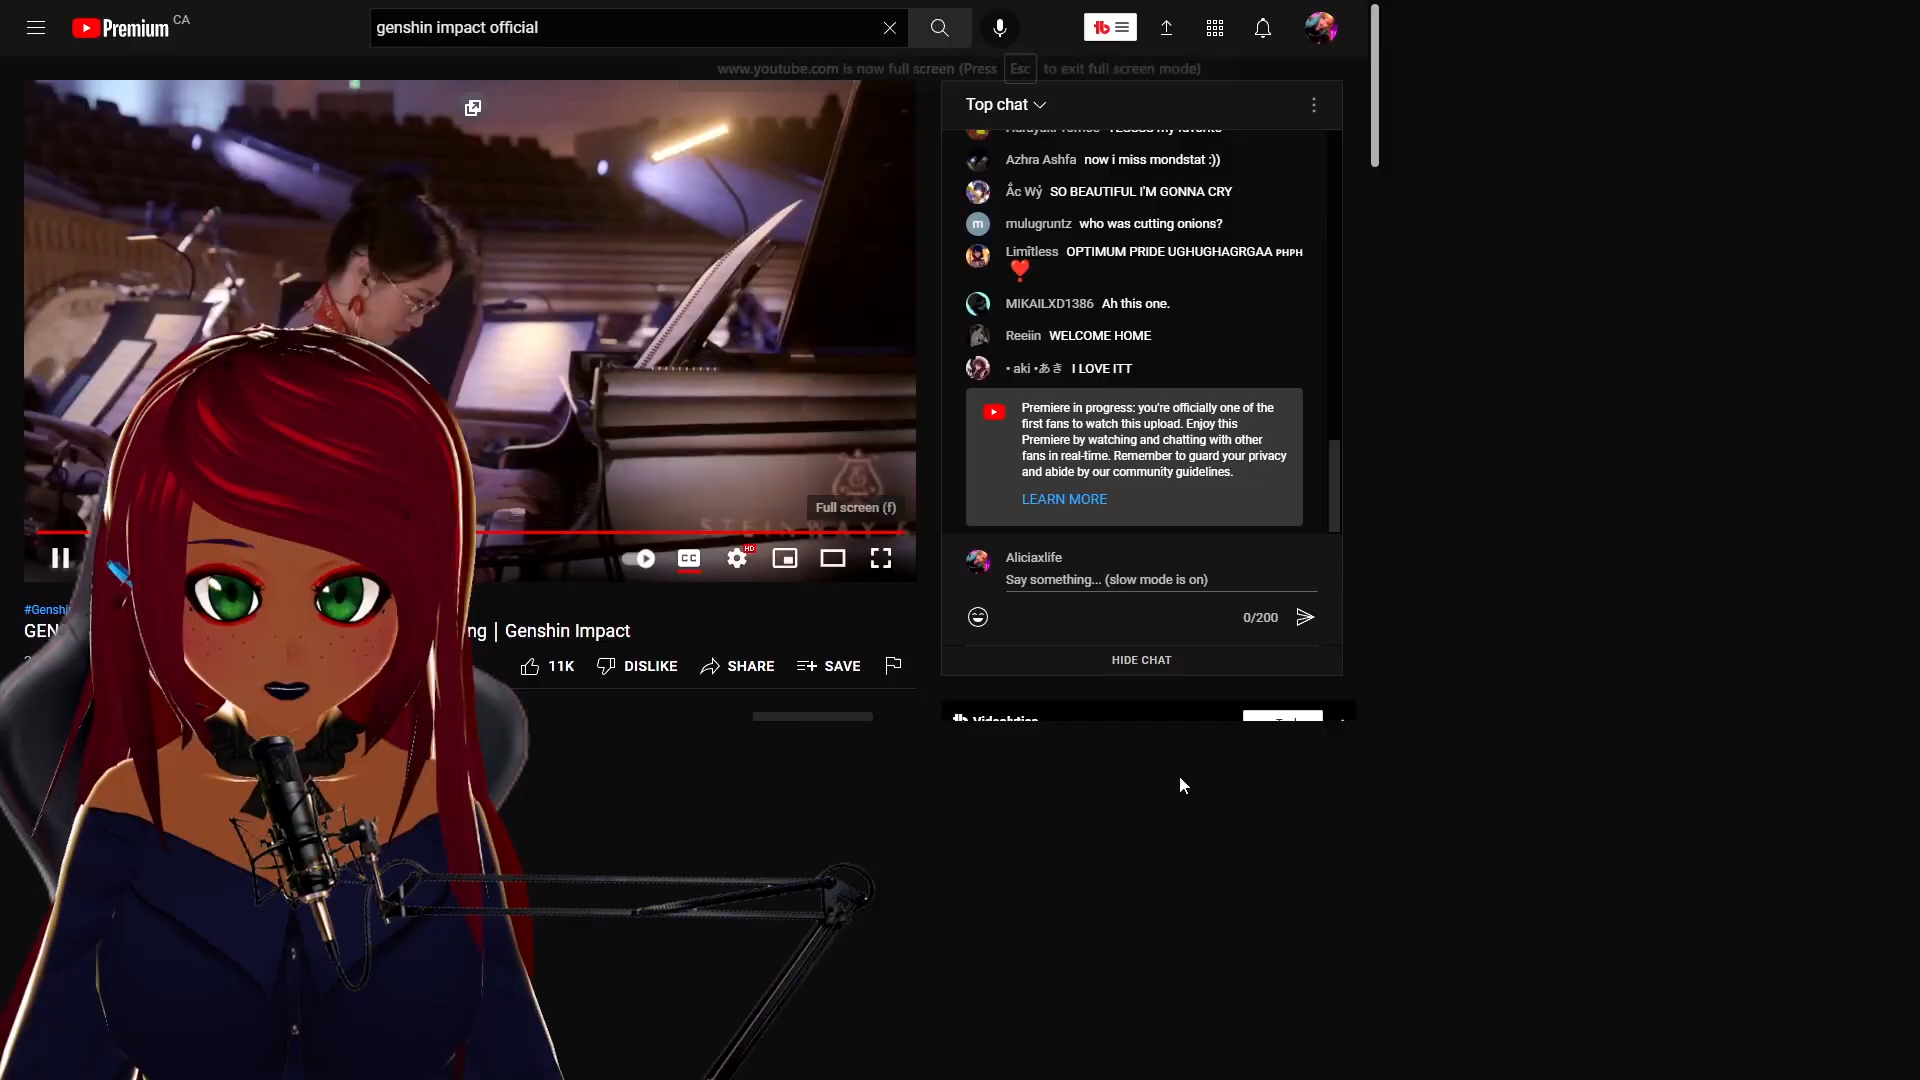 Premium CA
genshin impact official
www.youtube.com is now full screen (Press Esc to exit full screen mode)
Top chat
Azhra Ashfa now i miss mondstat :))
Ắc Wỷ SO BEAUTIFUL I'M GONNA CRY
m mulugruntz who was cutting onions?
Limîtless OPTIMUM PRIDE UGHUGHAGRGAA PHPH
MIKAILXD1386 Ah this one.
Reeiin WELCOME HOME
• aki •あき I LOVE ITT
Premiere in progress: you're officially one of the
first fans to watch this upload. Enjoy this
Premiere by watching and chatting with other
fans in real-time. Remember to guard your privacy
and abide by our community guidelines.
LEARN MORE
Full screen (f)
STEINWAY
CC HD
Aliciaxlife
Say something... (slow mode is on)
0/200
HIDE CHAT
#Genshi
GEN ng | Genshin Impact
11K DISLIKE SHARE SAVE